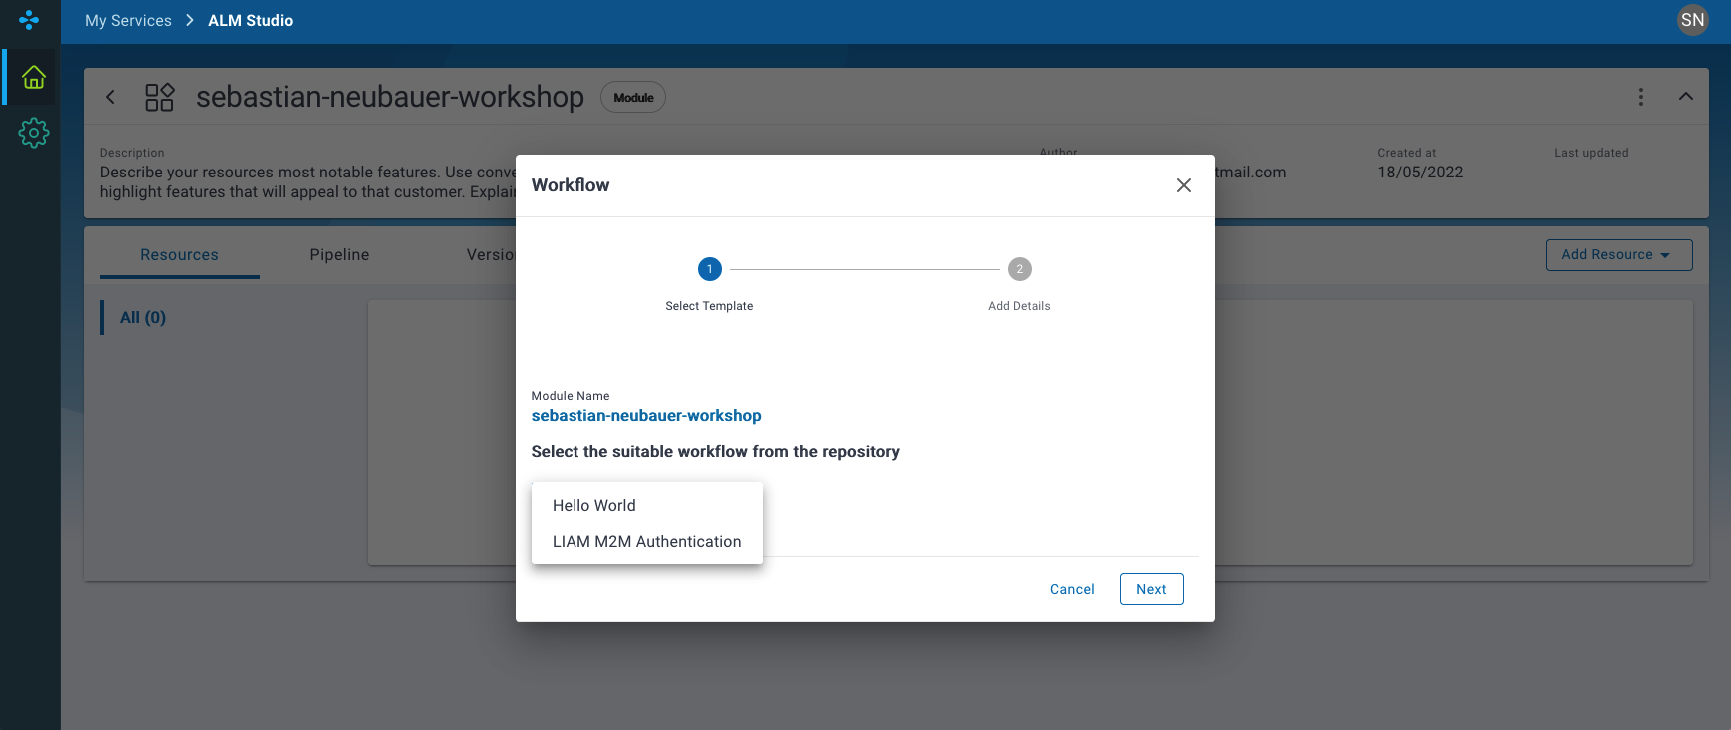 My Services > ALM Studio
SN
sebastian-neubauer-workshop Module
Description
Describe your resources most notable features. Use conve
highlight features that will appeal to that customer. Explai
Author
tmail.com
Created at
18/05/2022
Last updated
Resources Pipeline Versio
Add Resource
All (0)
Workflow
1
2
Select Template
Add Details
Module Name
sebastian-neubauer-workshop
Select the suitable workflow from the repository
Hello World
LIAM M2M Authentication
Cancel
Next